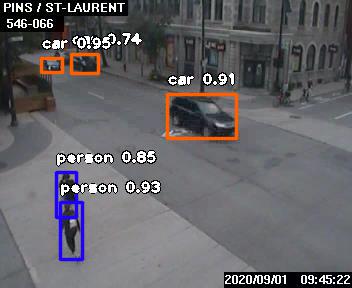 PINS / ST-LAURENT
546-066
car 0.95
0.74
car 0.91
person 0.85
person 0.93
2020/09/01 09:45:22